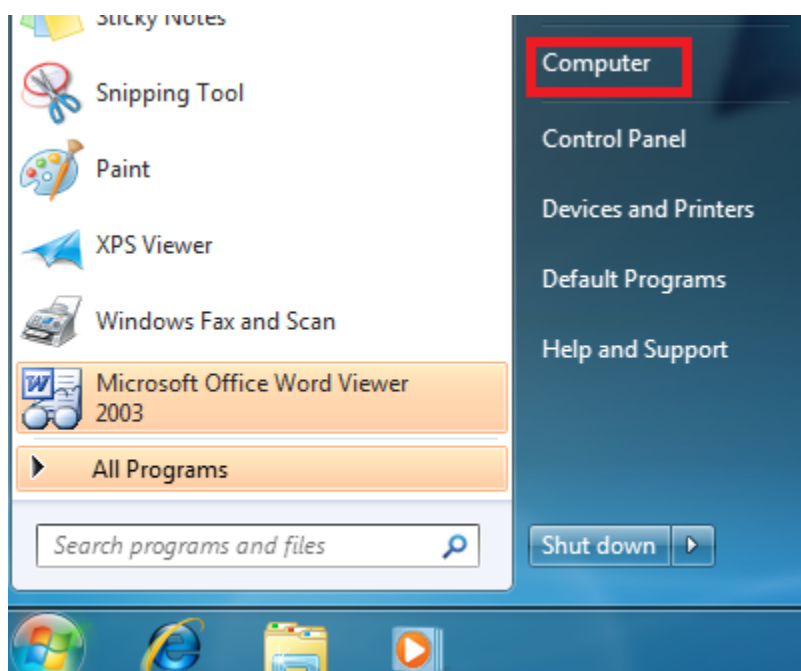 Sticky Notes
Snipping Tool
Paint
XPS Viewer
Windows Fax and Scan
Microsoft Office Word Viewer
2003
All Programs
Search programs and files
Computer
Control Panel
Devices and Printers
Default Programs
Help and Support
Shut down